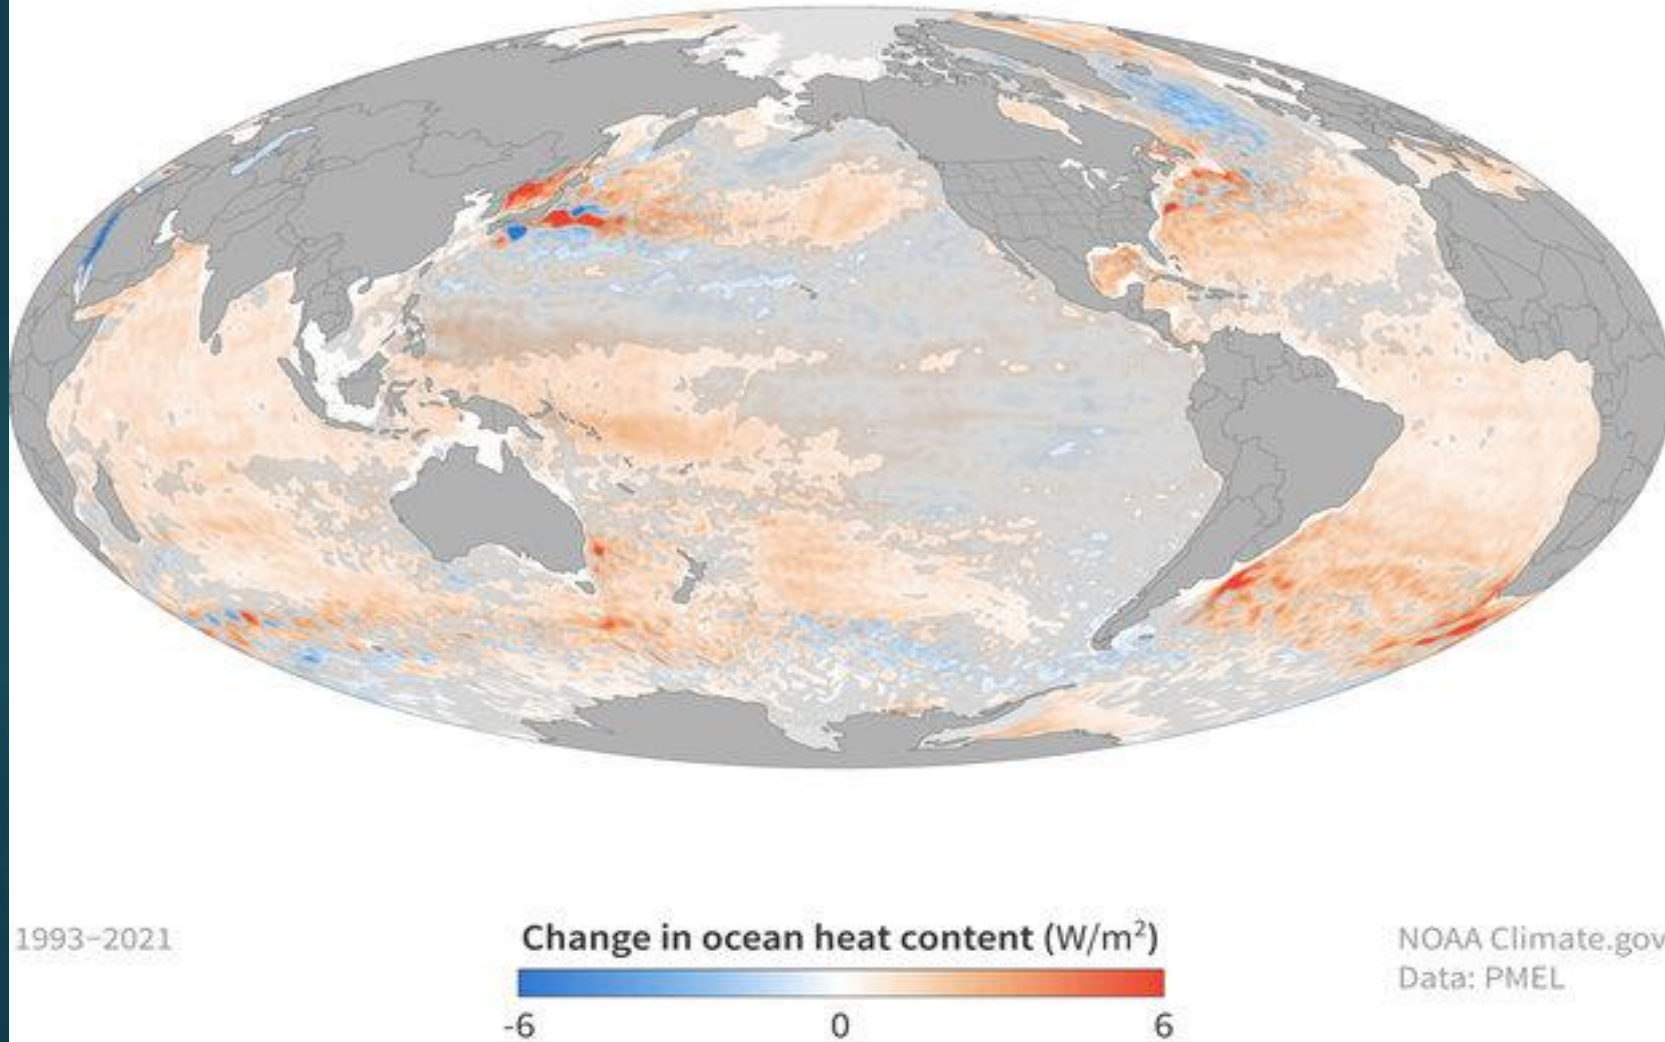 1993–2021
Change in ocean heat content (W/m²)
-6 0 6
NOAA Climate.gov
Data: PMEL